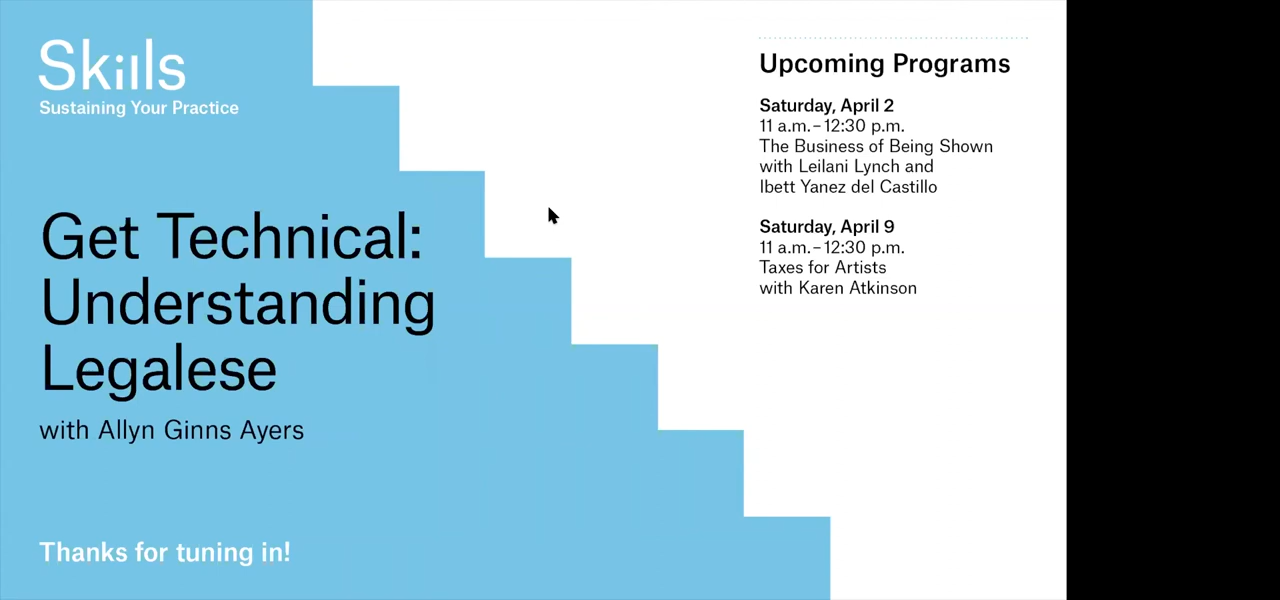 Skills
Sustaining Your Practice
Get Technical:
Understanding
Legalese
with Allyn Ginns Ayers
Thanks for tuning in!
Upcoming Programs
Saturday, April 2
11 a.m.–12:30 p.m.
The Business of Being Shown
with Leilani Lynch and
Ibett Yanez del Castillo
Saturday, April 9
11 a.m.–12:30 p.m.
Taxes for Artists
with Karen Atkinson